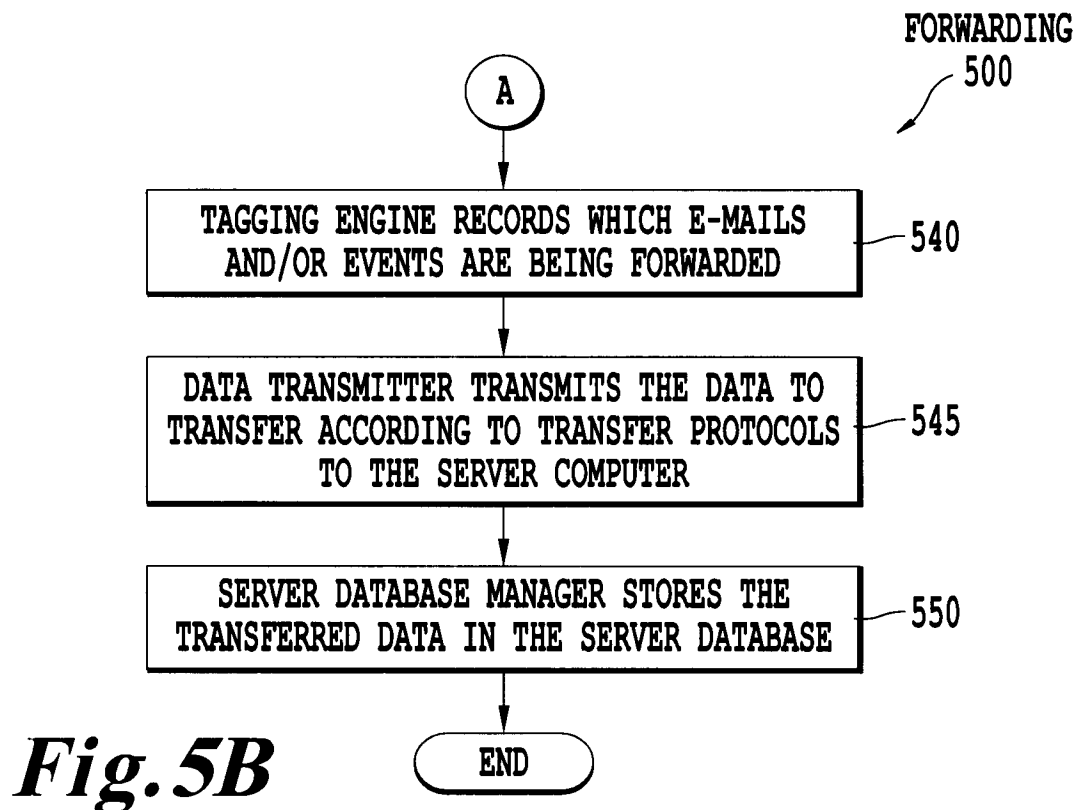 FORWARDING
500
A
TAGGING ENGINE RECORDS WHICH E-MAILS
AND/OR EVENTS ARE BEING FORWARDED
540
DATA TRANSMITTER TRANSMITS THE DATA TO
TRANSFER ACCORDING TO TRANSFER PROTOCOLS
TO THE SERVER COMPUTER
545
SERVER DATABASE MANAGER STORES THE
TRANSFERRED DATA IN THE SERVER DATABASE
550
END
Fig.5B